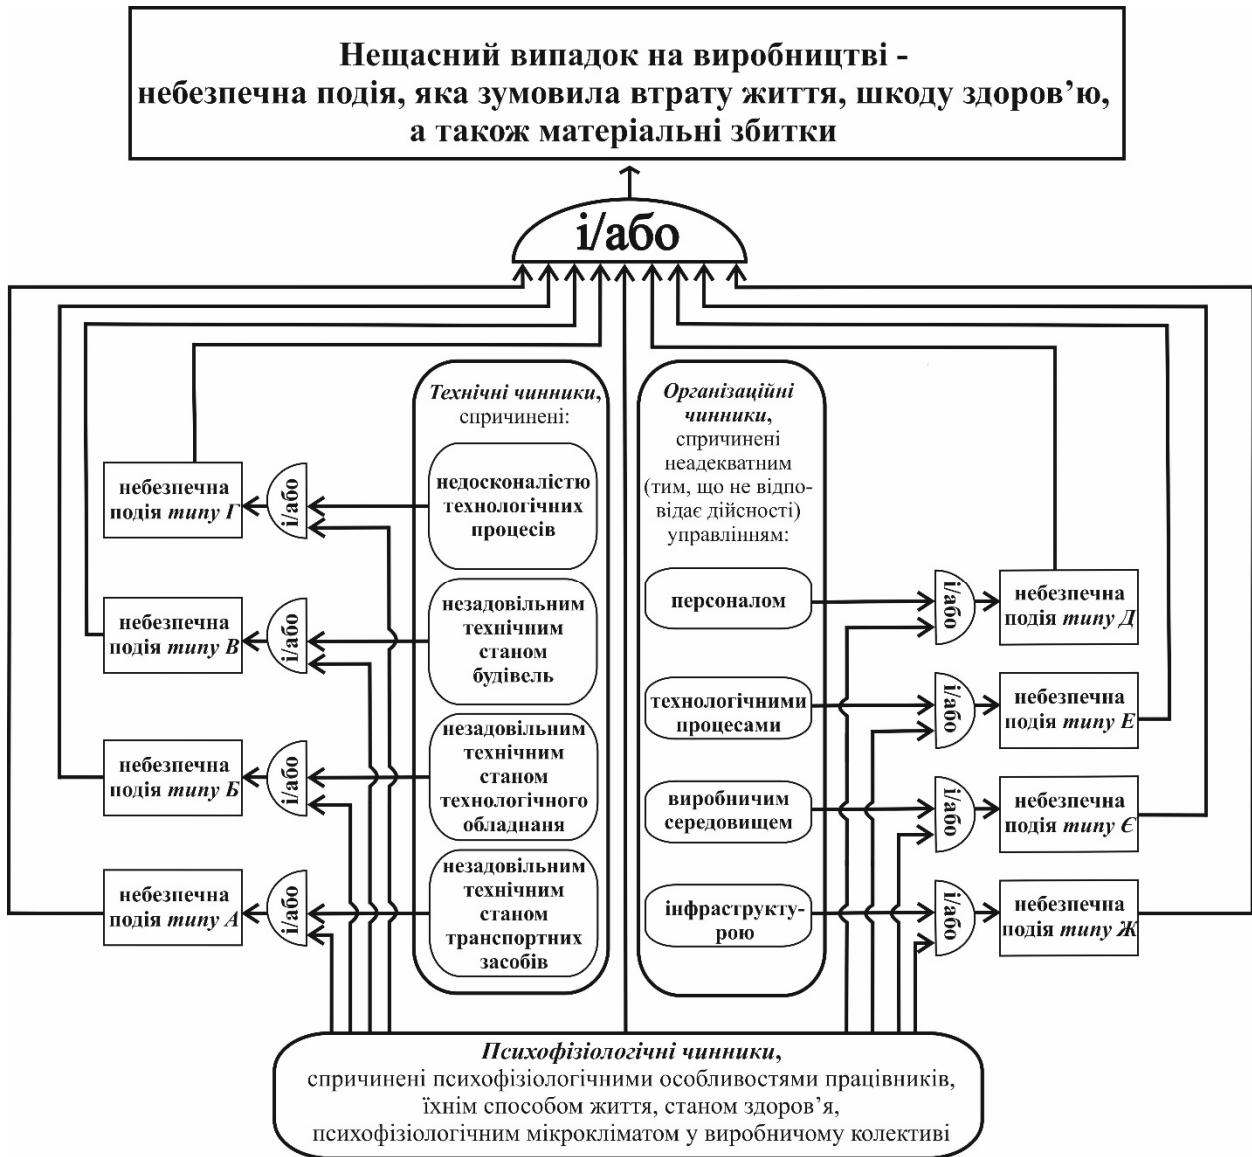 Нещасний випадок на виробництві -
небезпечна подія, яка зумовила втрату життя, шкоду здоров’ю,
а також матеріальні збитки
і/або
Технічні чинники,
спричинені:
недосконалістю
технологічних
процесів
незадовільним
технічним
станом
будівель
незадовільним
технічним
станом
технологічного
обладнаня
незадовільним
технічним
станом
транспортних
засобів
небезпечна
подія типу Г
і/або
небезпечна
подія типу В
і/або
небезпечна
подія типу Б
і/або
небезпечна
подія типу А
і/або
Організаційні
чинники,
спричинені
неадекватним
(тим, що не відпо-
відає дійсності)
управлінням:
персоналом
технологічними
процесами
виробничим
середовищем
інфраструкту-
рою
і/або
небезпечна
подія типу Д
і/або
небезпечна
подія типу Е
і/або
небезпечна
подія типу Є
і/або
небезпечна
подія типу Ж
Психофізіологічні чинники,
спричинені психофізіологічними особливостями працівників,
їхнім способом життя, станом здоров’я,
психофізіологічним мікрокліматом у виробничому колективі